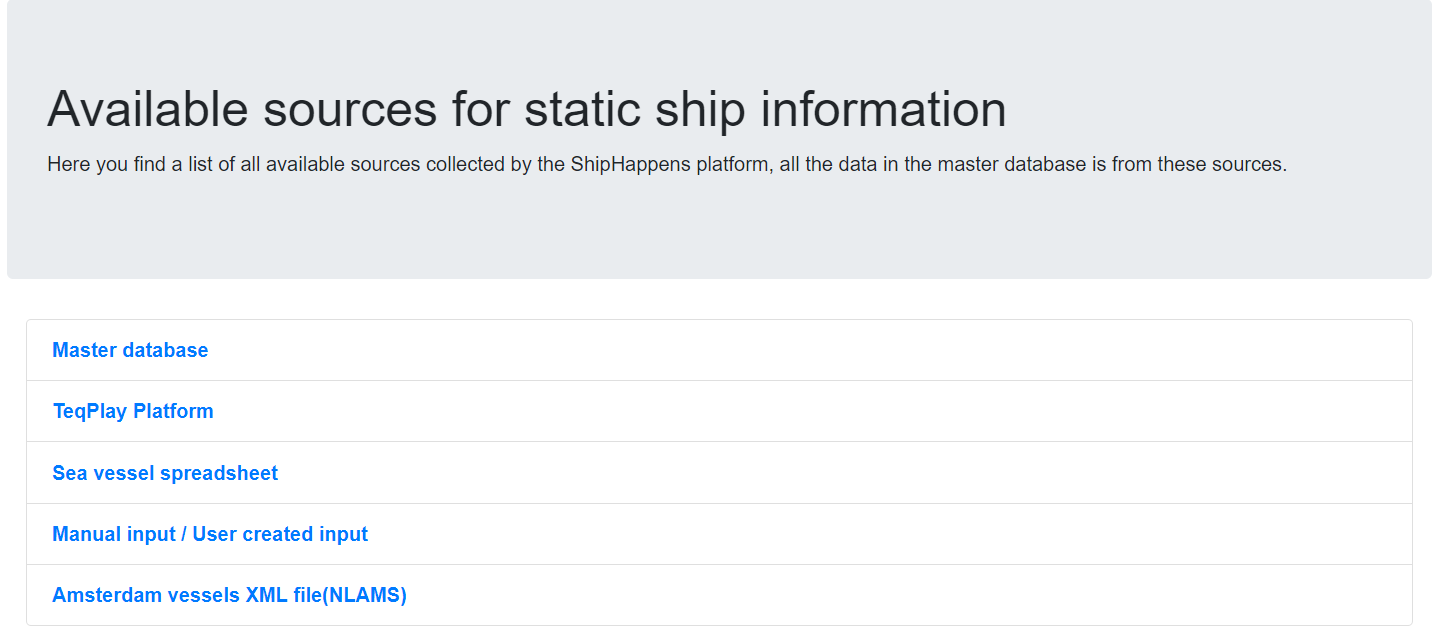 Available sources for static ship information
Here you find a list of all available sources collected by the ShipHappens platform, all the data in the master database is from these sources.
Master database
TeqPlay Platform
Sea vessel spreadsheet
Manual input / User created input
Amsterdam vessels XML file(NLAMS)